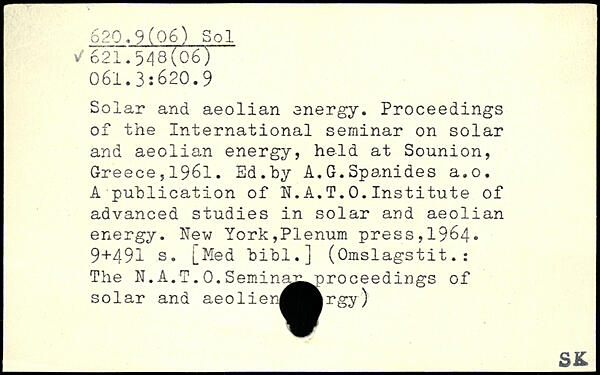 620.9(06) Sol
✓ 621.548(06)
061.3:620.9
Solar and aeolian energy. Proceedings
of the International seminar on solar
and aeolian energy, held at Sounion,
Greece,1961. Ed.by A.G.Spanides a.o.
A publication of N.A.T.O.Institute of
advanced studies in solar and aeolian
energy. New York,Plenum press,1964.
9+491 s. [Med bibl.] (Omslagstit.:
The N.A.T.O.Seminar proceedings of
solar and aeolien rgy)
SK